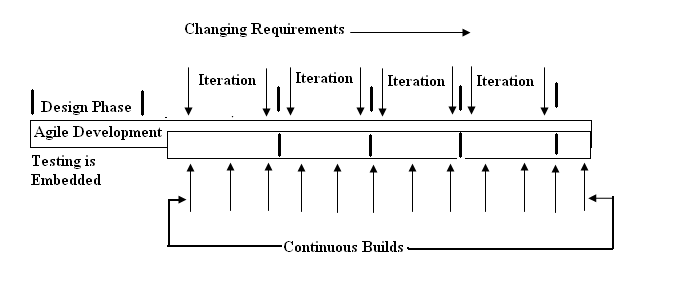 Changing Requirements
Iteration
Iteration
Iteration
Iteration
Design Phase
Agile Development
Testing is
Embedded
Continuous Builds